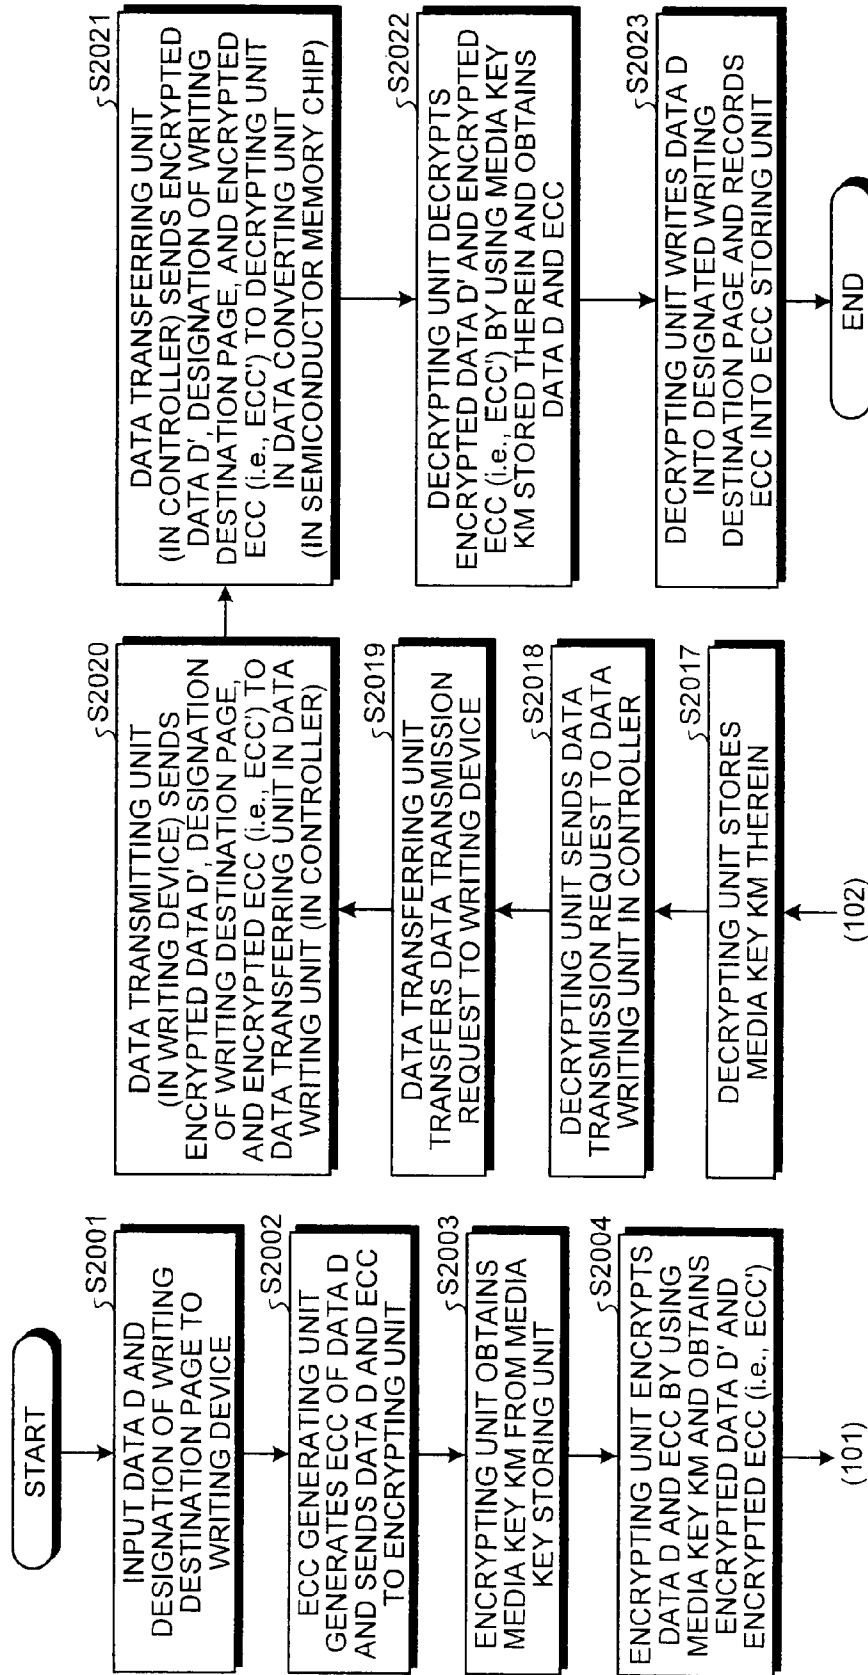 START
S2001
INPUT DATA D AND
DESIGNATION OF WRITING
DESTINATION PAGE TO
WRITING DEVICE
S2002
ECC GENERATING UNIT
GENERATES ECC OF DATA D
AND SENDS DATA D AND ECC
TO ENCRYPTING UNIT
S2003
ENCRYPTING UNIT OBTAINS
MEDIA KEY KM FROM MEDIA
KEY STORING UNIT
S2004
ENCRYPTING UNIT ENCRYPTS
DATA D AND ECC BY USING
MEDIA KEY KM AND OBTAINS
ENCRYPTED DATA D' AND
ENCRYPTED ECC (i.e., ECC')
(101)
(102)
S2017
DECRYPTING UNIT STORES
MEDIA KEY KM THEREIN
S2018
DECRYPTING UNIT SENDS DATA
TRANSMISSION REQUEST TO DATA
WRITING UNIT IN CONTROLLER
S2019
DATA TRANSFERRING UNIT
TRANSFERS DATA TRANSMISSION
REQUEST TO WRITING DEVICE
S2020
DATA TRANSMITTING UNIT
(IN WRITING DEVICE) SENDS
ENCRYPTED DATA D', DESIGNATION
OF WRITING DESTINATION PAGE,
AND ENCRYPTED ECC (i.e., ECC') TO
DATA TRANSFERRING UNIT IN DATA
WRITING UNIT (IN CONTROLLER)
S2021
DATA TRANSFERRING UNIT
(IN CONTROLLER) SENDS ENCRYPTED
DATA D', DESIGNATION OF WRITING
DESTINATION PAGE, AND ENCRYPTED
ECC (i.e., ECC') TO DECRYPTING UNIT
IN DATA CONVERTING UNIT
(IN SEMICONDUCTOR MEMORY CHIP)
S2022
DECRYPTING UNIT DECRYPTS
ENCRYPTED DATA D' AND ENCRYPTED
ECC (i.e., ECC') BY USING MEDIA KEY
KM STORED THEREIN AND OBTAINS
DATA D AND ECC
S2023
DECRYPTING UNIT WRITES DATA D
INTO DESIGNATED WRITING
DESTINATION PAGE AND RECORDS
ECC INTO ECC STORING UNIT
END